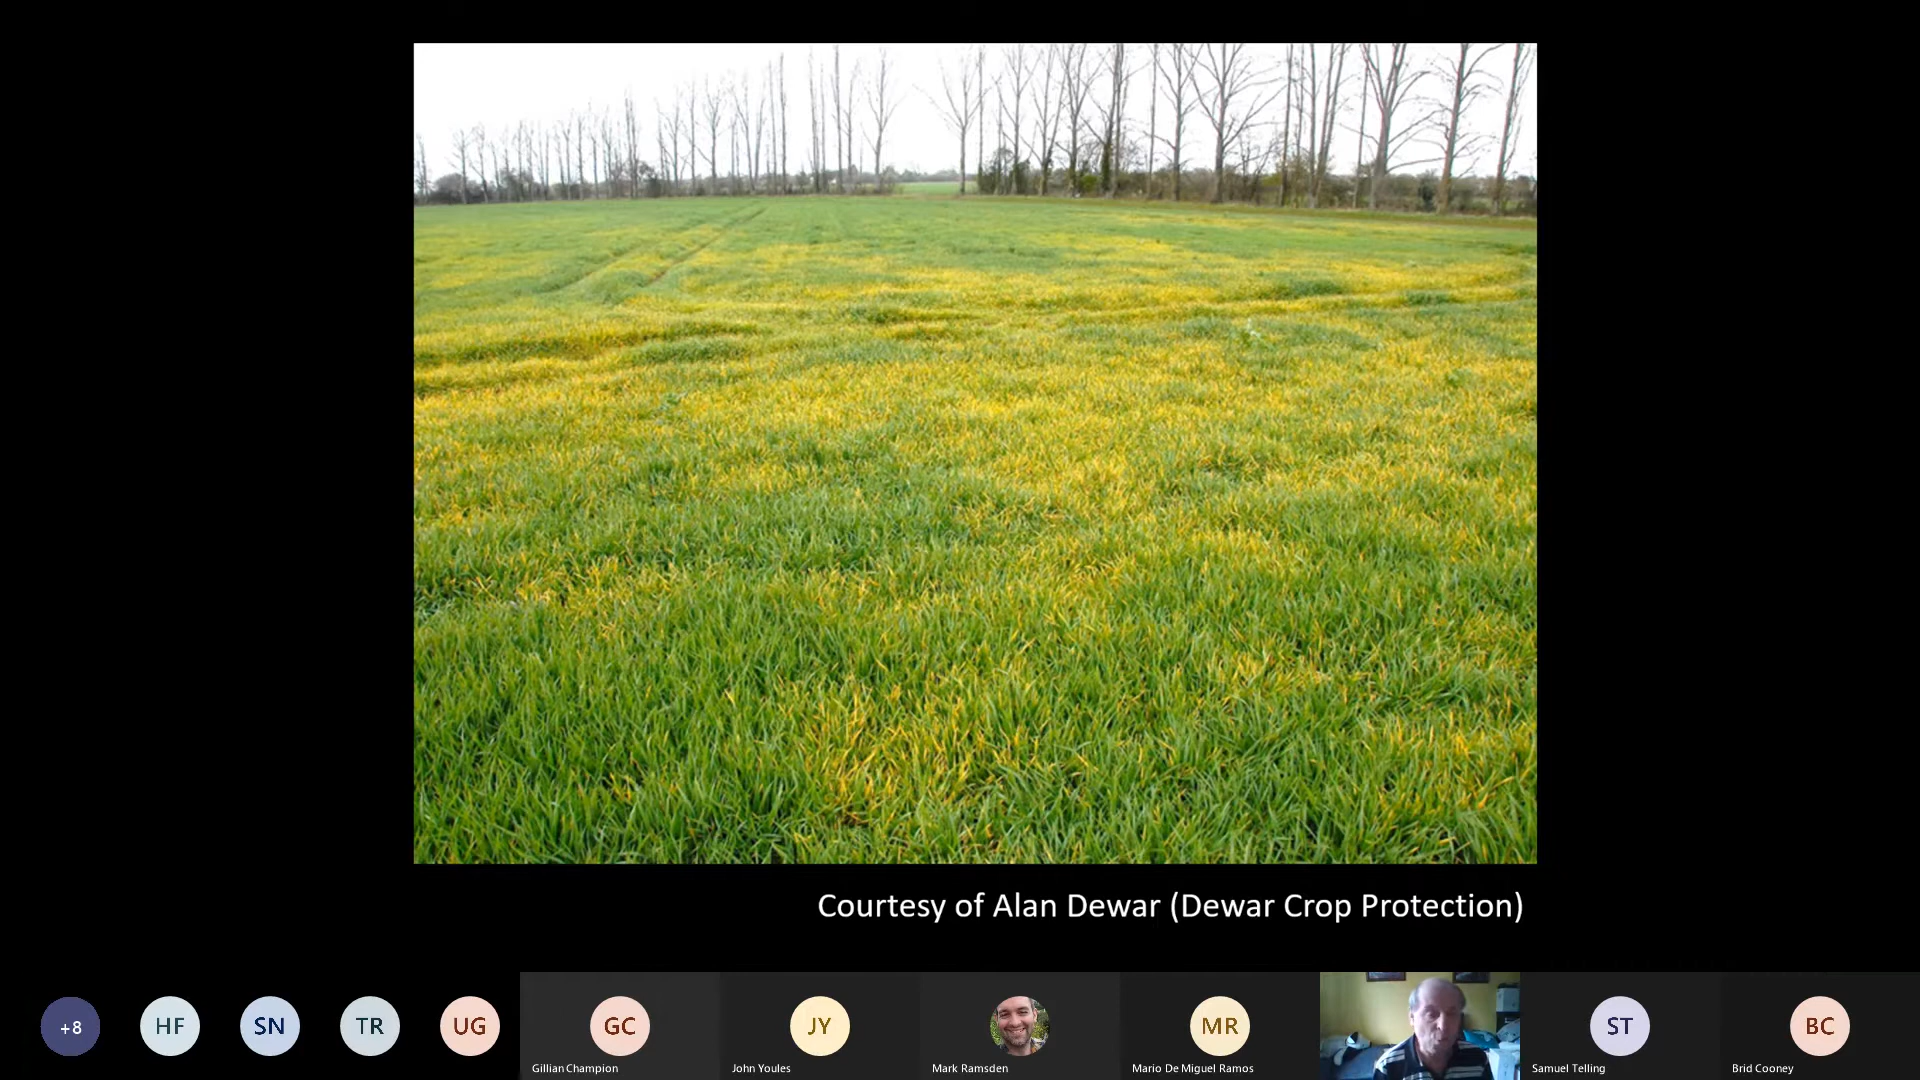 Courtesy of Alan Dewar (Dewar Crop Protection)
+8
HF
SN
TR
UG
GC
JY
MR
ST
BC
Gillian Champion
John Youles
Mark Ramsden
Mario De Miguel Ramos
Samuel Telling
Brid Cooney